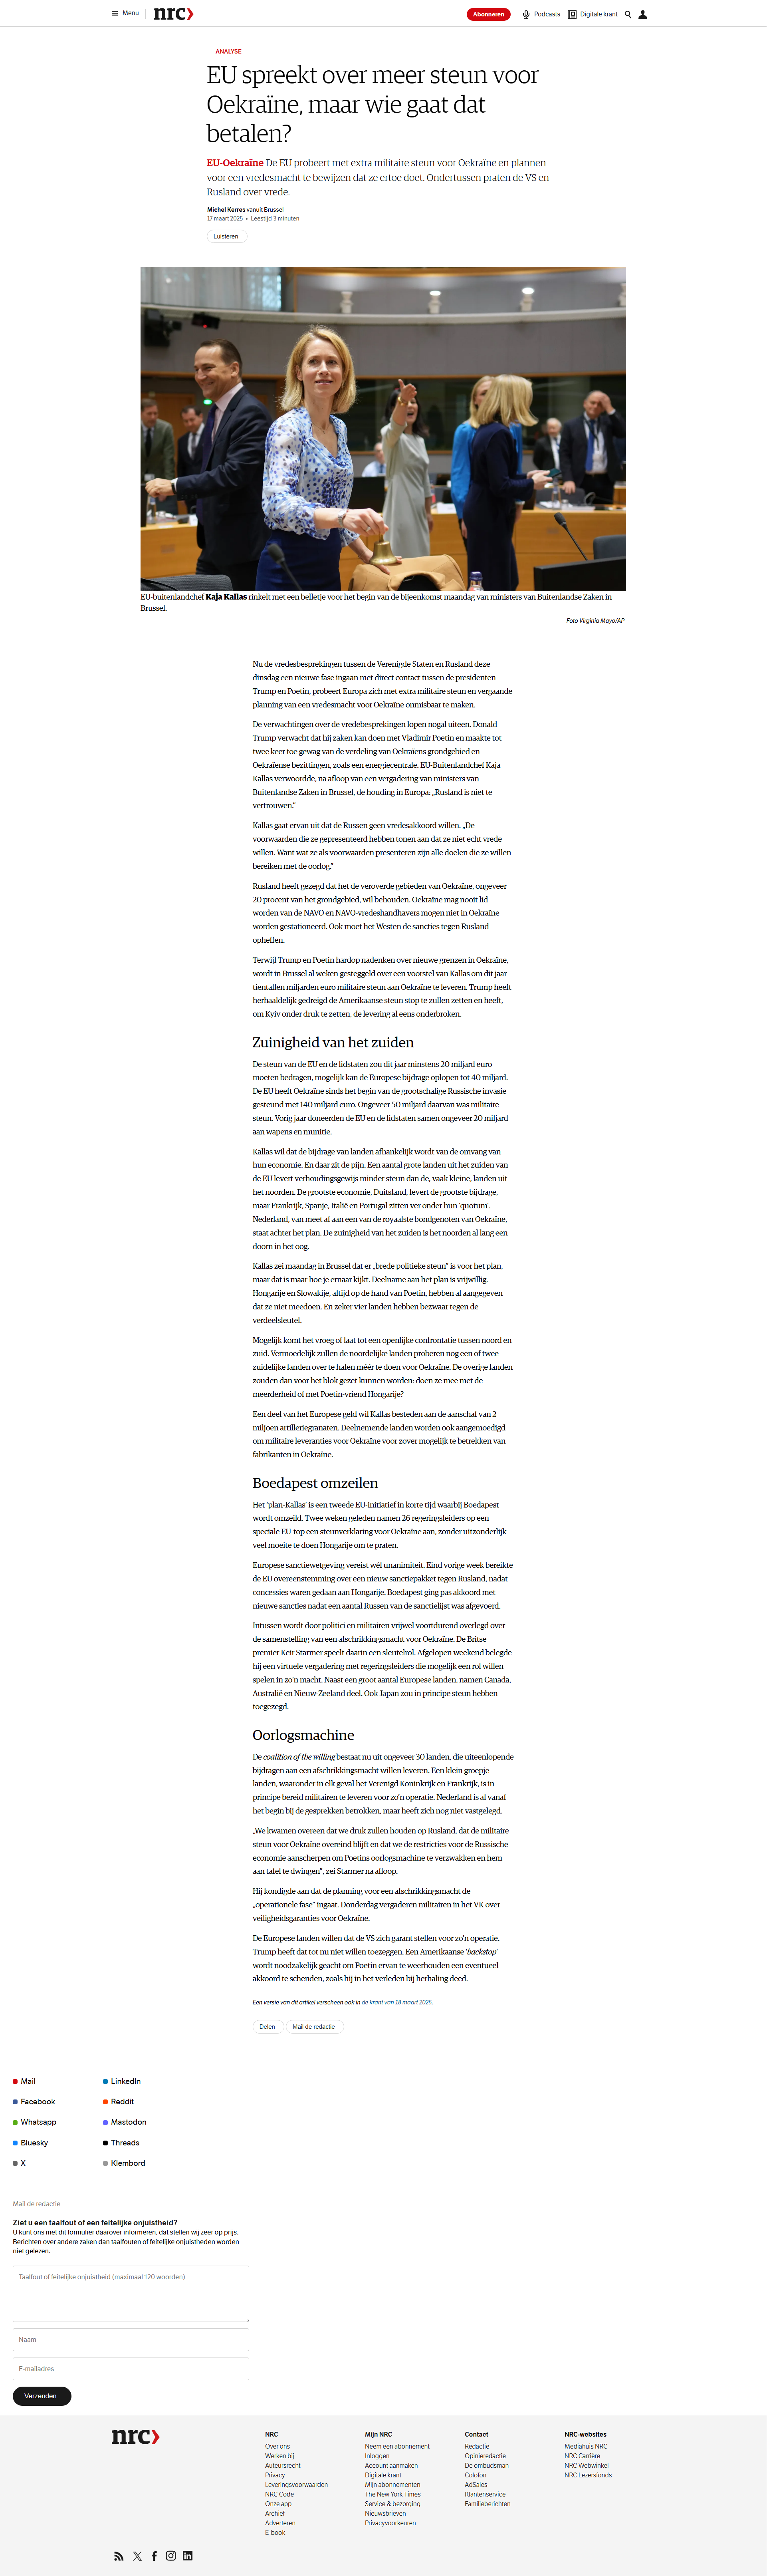 Menu
nrc
Abonneren
Podcasts
Digitale krant
ANALYSE
EU spreekt over meer steun voor
Oekraïne, maar wie gaat dat
betalen?
EU-Oekraïne De EU probeert met extra militaire steun voor Oekraïne en plannen
voor een vredesmacht te bewijzen dat ze ertoe doet. Ondertussen praten de VS en
Rusland over vrede.
Michel Kerres vanuit Brussel
17 maart 2025 • Leestijd 3 minuten
Luisteren
EU-buitenlandchef Kaja Kallas rinkelt met een belletje voor het begin van de bijeenkomst maandag van ministers van Buitenlandse Zaken in
Brussel.
Foto Virginia Mayo/AP
Nu de vredesbesprekingen tussen de Verenigde Staten en Rusland deze
dinsdag een nieuwe fase ingaan met direct contact tussen de presidenten
Trump en Poetin, probeert Europa zich met extra militaire steun en vergaande
planning van een vredesmacht voor Oekraïne onmisbaar te maken.
De verwachtingen over de vredebesprekingen lopen nogal uiteen. Donald
Trump verwacht dat hij zaken kan doen met Vladimir Poetin en maakte tot
twee keer toe gewag van de verdeling van Oekraïens grondgebied en
Oekraïense bezittingen, zoals een energiecentrale. EU-Buitenlandchef Kaja
Kallas verwoordde, na afloop van een vergadering van ministers van
Buitenlandse Zaken in Brussel, de houding in Europa: „Rusland is niet te
vertrouwen.”
Kallas gaat ervan uit dat de Russen geen vredesakkoord willen. „De
voorwaarden die ze gepresenteerd hebben tonen aan dat ze niet echt vrede
willen. Want wat ze als voorwaarden presenteren zijn alle doelen die ze willen
bereiken met de oorlog.”
Rusland heeft gezegd dat het de veroverde gebieden van Oekraïne, ongeveer
20 procent van het grondgebied, wil behouden. Oekraïne mag nooit lid
worden van de NAVO en NAVO-vredeshandhavers mogen niet in Oekraïne
worden gestationeerd. Ook moet het Westen de sancties tegen Rusland
opheffen.
Terwijl Trump en Poetin hardop nadenken over nieuwe grenzen in Oekraïne,
wordt in Brussel al weken gesteggeld over een voorstel van Kallas om dit jaar
tientallen miljarden euro militaire steun aan Oekraïne te leveren. Trump heeft
herhaaldelijk gedreigd de Amerikaanse steun stop te zullen zetten en heeft,
om Kyiv onder druk te zetten, de levering al eens onderbroken.
Zuinigheid van het zuiden
De steun van de EU en de lidstaten zou dit jaar minstens 20 miljard euro
moeten bedragen, mogelijk kan de Europese bijdrage oplopen tot 40 miljard.
De EU heeft Oekraïne sinds het begin van de grootschalige Russische invasie
gesteund met 140 miljard euro. Ongeveer 50 miljard daarvan was militaire
steun. Vorig jaar doneerden de EU en de lidstaten samen ongeveer 20 miljard
aan wapens en munitie.
Kallas wil dat de bijdrage van landen afhankelijk wordt van de omvang van
hun economie. En daar zit de pijn. Een aantal grote landen uit het zuiden van
de EU levert verhoudingsgewijs minder steun dan de, vaak kleine, landen uit
het noorden. De grootste economie, Duitsland, levert de grootste bijdrage,
maar Frankrijk, Spanje, Italië en Portugal zitten ver onder hun ‘quotum’.
Nederland, van meet af aan een van de royaalste bondgenoten van Oekraïne,
staat achter het plan. De zuinigheid van het zuiden is het noorden al lang een
doorn in het oog.
Kallas zei maandag in Brussel dat er „brede politieke steun” is voor het plan,
maar dat is maar hoe je ernaar kijkt. Deelname aan het plan is vrijwillig.
Hongarije en Slowakije, altijd op de hand van Poetin, hebben al aangegeven
dat ze niet meedoen. En zeker vier landen hebben bezwaar tegen de
verdeelsleutel.
Mogelijk komt het vroeg of laat tot een openlijke confrontatie tussen noord en
zuid. Vermoedelijk zullen de noordelijke landen proberen nog een of twee
zuidelijke landen over te halen méér te doen voor Oekraïne. De overige landen
zouden dan voor het blok gezet kunnen worden: doen ze mee met de
meerderheid of met Poetin-vriend Hongarije?
Een deel van het Europese geld wil Kallas besteden aan de aanschaf van 2
miljoen artilleriegranaten. Deelnemende landen worden ook aangemoedigd
om militaire leveranties voor Oekraïne voor zover mogelijk te betrekken van
fabrikanten in Oekraïne.
Boedapest omzeilen
Het ‘plan-Kallas’ is een tweede EU-initiatief in korte tijd waarbij Boedapest
wordt omzeild. Twee weken geleden namen 26 regeringsleiders op een
speciale EU-top een steunverklaring voor Oekraïne aan, zonder uitzonderlijk
veel moeite te doen Hongarije om te praten.
Europese sanctiewetgeving vereist wél unanimiteit. Eind vorige week bereikte
de EU overeenstemming over een nieuw sanctiepakket tegen Rusland, nadat
concessies waren gedaan aan Hongarije. Boedapest ging pas akkoord met
nieuwe sancties nadat een aantal Russen van de sanctielijst was afgevoerd.
Intussen wordt door politici en militairen vrijwel voortdurend overlegd over
de samenstelling van een afschrikkingsmacht voor Oekraïne. De Britse
premier Keir Starmer speelt daarin een sleutelrol. Afgelopen weekend belegde
hij een virtuele vergadering met regeringsleiders die mogelijk een rol willen
spelen in zo’n macht. Naast een groot aantal Europese landen, namen Canada,
Australië en Nieuw-Zeeland deel. Ook Japan zou in principe steun hebben
toegezegd.
Oorlogsmachine
De coalition of the willing bestaat nu uit ongeveer 30 landen, die uiteenlopende
bijdragen aan een afschrikkingsmacht willen leveren. Een klein groepje
landen, waaronder in elk geval het Verenigd Koninkrijk en Frankrijk, is in
principe bereid militairen te leveren voor zo’n operatie. Nederland is al vanaf
het begin bij de gesprekken betrokken, maar heeft zich nog niet vastgelegd.
„We kwamen overeen dat we druk zullen houden op Rusland, dat de militaire
steun voor Oekraïne overeind blijft en dat we de restricties voor de Russische
economie aanscherpen om Poetins oorlogsmachine te verzwakken en hem
aan tafel te dwingen”, zei Starmer na afloop.
Hij kondigde aan dat de planning voor een afschrikkingsmacht de
„operationele fase” ingaat. Donderdag vergaderen militairen in het VK over
veiligheidsgaranties voor Oekraïne.
De Europese landen willen dat de VS zich garant stellen voor zo’n operatie.
Trump heeft dat tot nu niet willen toezeggen. Een Amerikaanse ‘backstop’
wordt noodzakelijk geacht om Poetin ervan te weerhouden een eventueel
akkoord te schenden, zoals hij in het verleden bij herhaling deed.
Een versie van dit artikel verscheen ook in de krant van 18 maart 2025.
Delen
Mail de redactie
Mail
LinkedIn
Facebook
Reddit
Whatsapp
Mastodon
Bluesky
Threads
X
Klembord
Mail de redactie
Ziet u een taalfout of een feitelijke onjuistheid?
U kunt ons met dit formulier daarover informeren, dat stellen wij zeer op prijs.
Berichten over andere zaken dan taalfouten of feitelijke onjuistheden worden
niet gelezen.
Taalfout of feitelijke onjuistheid (maximaal 120 woorden)
Naam
E-mailadres
Verzenden
nrc
NRC
Over ons
Werken bij
Auteursrecht
Privacy
Leveringsvoorwaarden
NRC Code
Onze app
Archief
Adverteren
E-book
Mijn NRC
Neem een abonnement
Inloggen
Account aanmaken
Digitale krant
Mijn abonnementen
The New York Times
Service & bezorging
Nieuwsbrieven
Privacyvoorkeuren
Contact
Redactie
Opinieredactie
De ombudsman
Colofon
AdSales
Klantenservice
Familieberichten
NRC-websites
Mediahuis NRC
NRC Carrière
NRC Webwinkel
NRC Lezersfonds